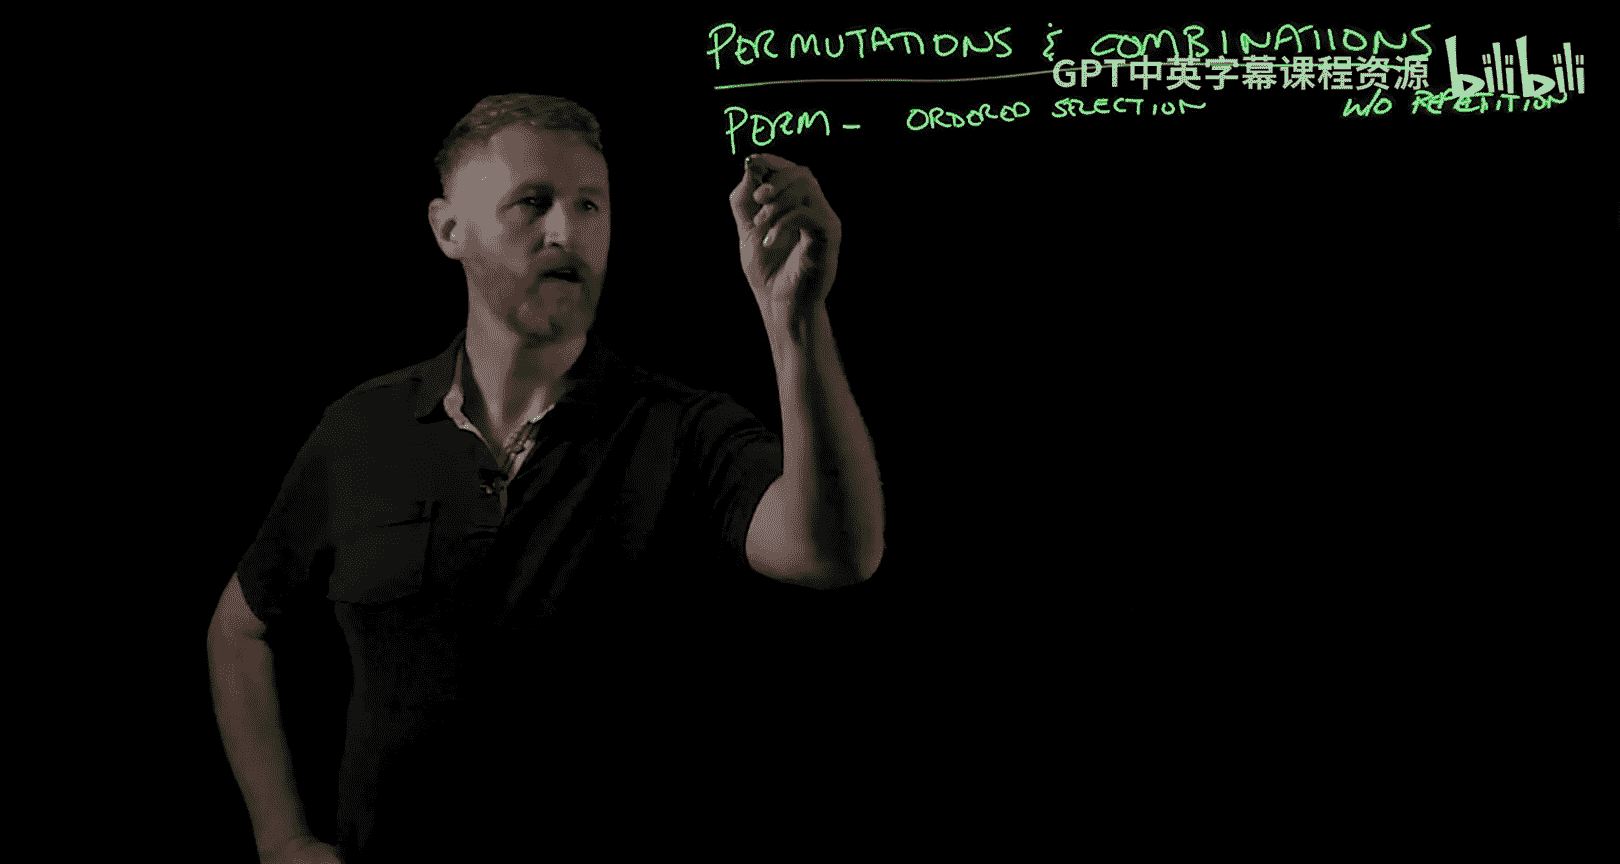 PERMUTATIONS & COMBINATIONS
GPT中英字幕课程资源 bilibili
PERM - ORDERED SELECTION W/O REPETITION